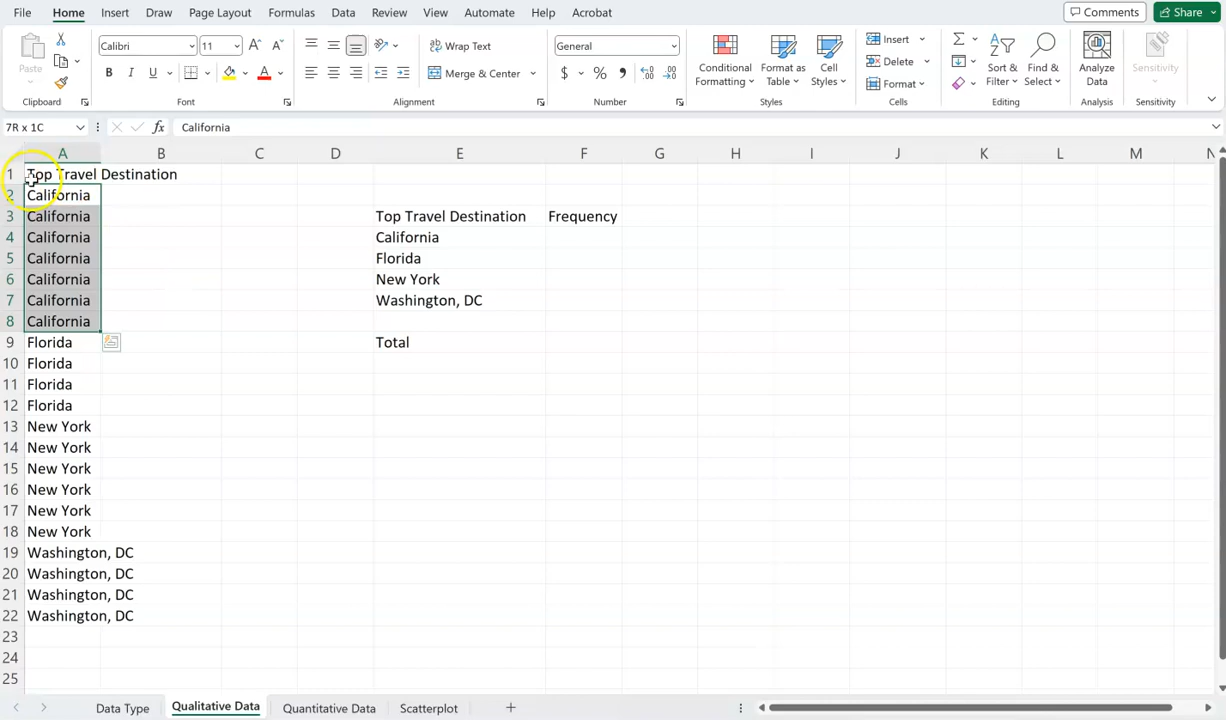 File Home Insert Draw Page Layout Formulas Data Review View Automate Help Acrobat Comments Share
Paste
Clipboard
Calibri 11
B I U
Font
Wrap Text
Merge & Center
Alignment
General
$ % 9
Number
Conditional Formatting
Format as Table
Cell Styles
Styles
Insert
Delete
Format
Cells
Sort & Filter
Find & Select
Editing
Analyze Data
Analysis
Sensitivity
Sensitivity
7R x 1C fx California
A B C D E F G H I J K L M N
1 Top Travel Destination
2 California
3 California Top Travel Destination Frequency
4 California California
5 California Florida
6 California New York
7 California Washington, DC
8 California
9 Florida Total
10 Florida
11 Florida
12 Florida
13 New York
14 New York
15 New York
16 New York
17 New York
18 New York
19 Washington, DC
20 Washington, DC
21 Washington, DC
22 Washington, DC
23
24
25
Data Type Qualitative Data Quantitative Data Scatterplot